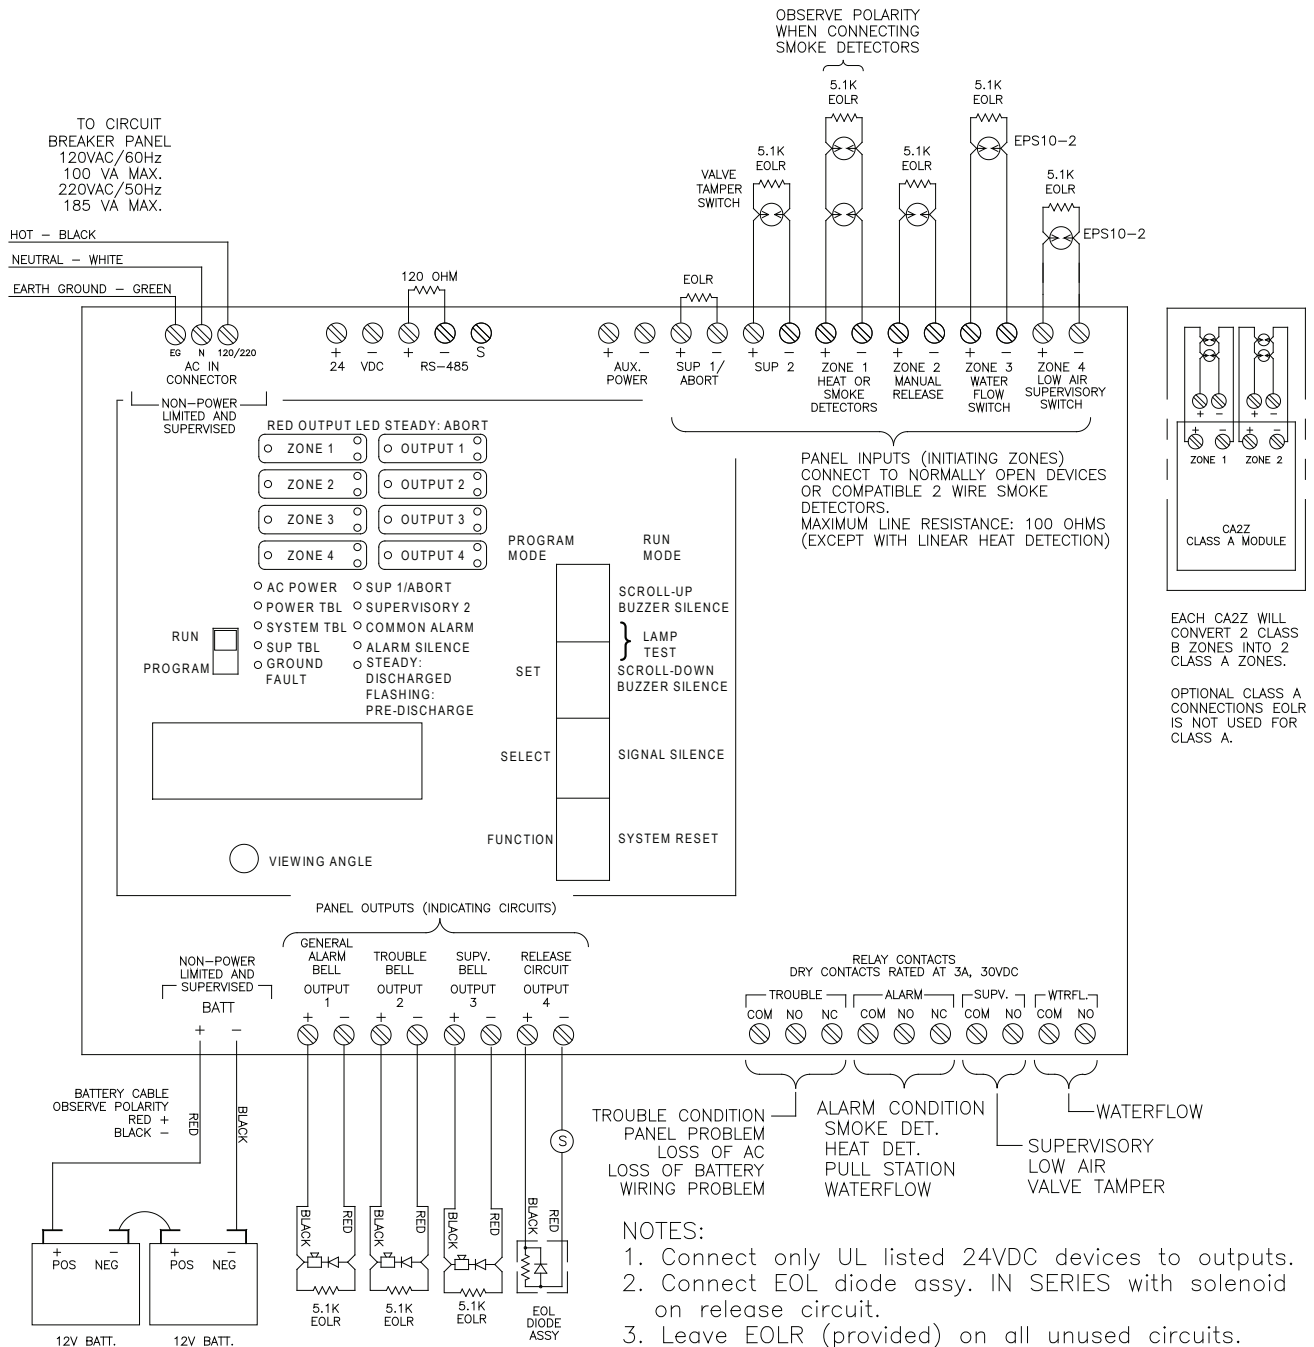 OBSERVE POLARITY
WHEN CONNECTING
SMOKE DETECTORS
TO CIRCUIT
BREAKER PANEL
120VAC/60Hz
100 VA MAX.
220VAC/50Hz
185 VA MAX.
HOT – BLACK
NEUTRAL – WHITE
EARTH GROUND – GREEN
120 OHM
EOLR
VALVE
TAMPER
SWITCH
5.1K
EOLR
5.1K
EOLR
5.1K
EOLR
5.1K
EOLR
EPS10–2
5.1K
EOLR
EPS10–2
EG N 120/220
AC IN
CONNECTOR
NON–POWER
LIMITED AND
SUPERVISED
+ –
24 VDC
+ – S
RS–485
+ –
AUX.
POWER
+ –
SUP 1/
ABORT
+ –
SUP 2
+ –
ZONE 1
HEAT OR
SMOKE
DETECTORS
+ –
ZONE 2
MANUAL
RELEASE
+ –
ZONE 3
WATER
FLOW
SWITCH
+ –
ZONE 4
LOW AIR
SUPERVISORY
SWITCH
PANEL INPUTS (INITIATING ZONES)
CONNECT TO NORMALLY OPEN DEVICES
OR COMPATIBLE 2 WIRE SMOKE
DETECTORS.
MAXIMUM LINE RESISTANCE: 100 OHMS
(EXCEPT WITH LINEAR HEAT DETECTION)
+ – + –
+ – + –
ZONE 1 ZONE 2
CA2Z
CLASS A MODULE
EACH CA2Z WILL
CONVERT 2 CLASS
B ZONES INTO 2
CLASS A ZONES.
OPTIONAL CLASS A
CONNECTIONS EOLR
IS NOT USED FOR
CLASS A.
RED OUTPUT LED STEADY: ABORT
ZONE 1 OUTPUT 1
ZONE 2 OUTPUT 2
ZONE 3 OUTPUT 3
ZONE 4 OUTPUT 4
AC POWER SUP 1/ABORT
POWER TBL SUPERVISORY 2
SYSTEM TBL COMMON ALARM
SUP TBL ALARM SILENCE
GROUND
FAULT
STEADY:
DISCHARGED
FLASHING:
PRE-DISCHARGE
RUN
PROGRAM
PROGRAM
MODE
RUN
MODE
SCROLL-UP
BUZZER SILENCE
} LAMP
TEST
SET
SCROLL-DOWN
BUZZER SILENCE
SELECT SIGNAL SILENCE
FUNCTION SYSTEM RESET
VIEWING ANGLE
PANEL OUTPUTS (INDICATING CIRCUITS)
GENERAL
ALARM
BELL
OUTPUT
1
+ –
TROUBLE
BELL
OUTPUT
2
+ –
SUPV.
BELL
OUTPUT
3
+ –
RELEASE
CIRCUIT
OUTPUT
4
+ –
NON–POWER
LIMITED AND
SUPERVISED
BATT
+ –
BATTERY CABLE
OBSERVE POLARITY
RED +
BLACK –
RED
BLACK
+ –
POS NEG
12V BATT.
+ –
POS NEG
12V BATT.
BLACK
RED
5.1K
EOLR
BLACK
RED
5.1K
EOLR
BLACK
RED
5.1K
EOLR
S
BLACK
RED
EOL
DIODE
ASSY
RELAY CONTACTS
DRY CONTACTS RATED AT 3A, 30VDC
TROUBLE ALARM SUPV. WTRFL.
COM NO NC COM NO NC COM NO COM NO
TROUBLE CONDITION
PANEL PROBLEM
LOSS OF AC
LOSS OF BATTERY
WIRING PROBLEM
ALARM CONDITION
SMOKE DET.
HEAT DET.
PULL STATION
WATERFLOW
SUPERVISORY
LOW AIR
VALVE TAMPER
WATERFLOW
NOTES:
1. Connect only UL listed 24VDC devices to outputs.
2. Connect EOL diode assy. IN SERIES with solenoid
on release circuit.
3. Leave EOLR (provided) on all unused circuits.